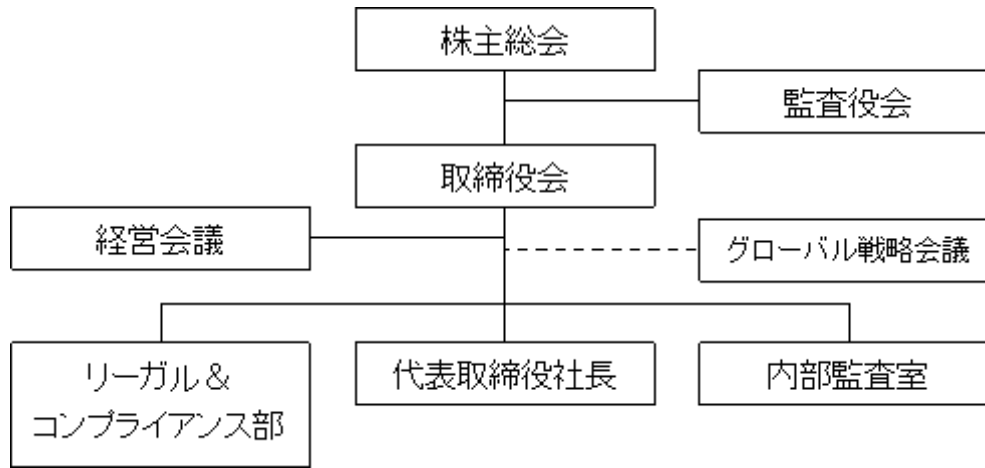 株主総会
監査役会
取締役会
経営会議
グローバル戦略会議
リーガル＆
コンプライアンス部
代表取締役社長
内部監査室